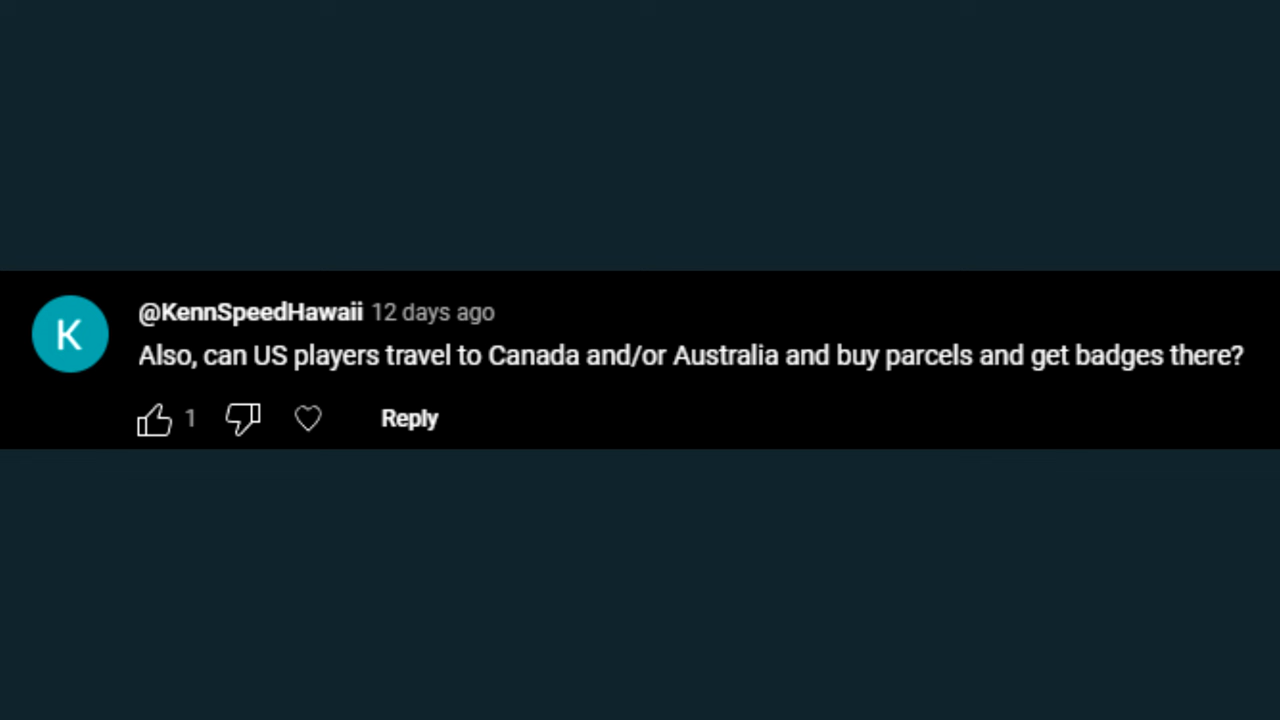 K
@KennSpeedHawaii 12 days ago
Also, can US players travel to Canada and/or Australia and buy parcels and get badges there?
1 Reply